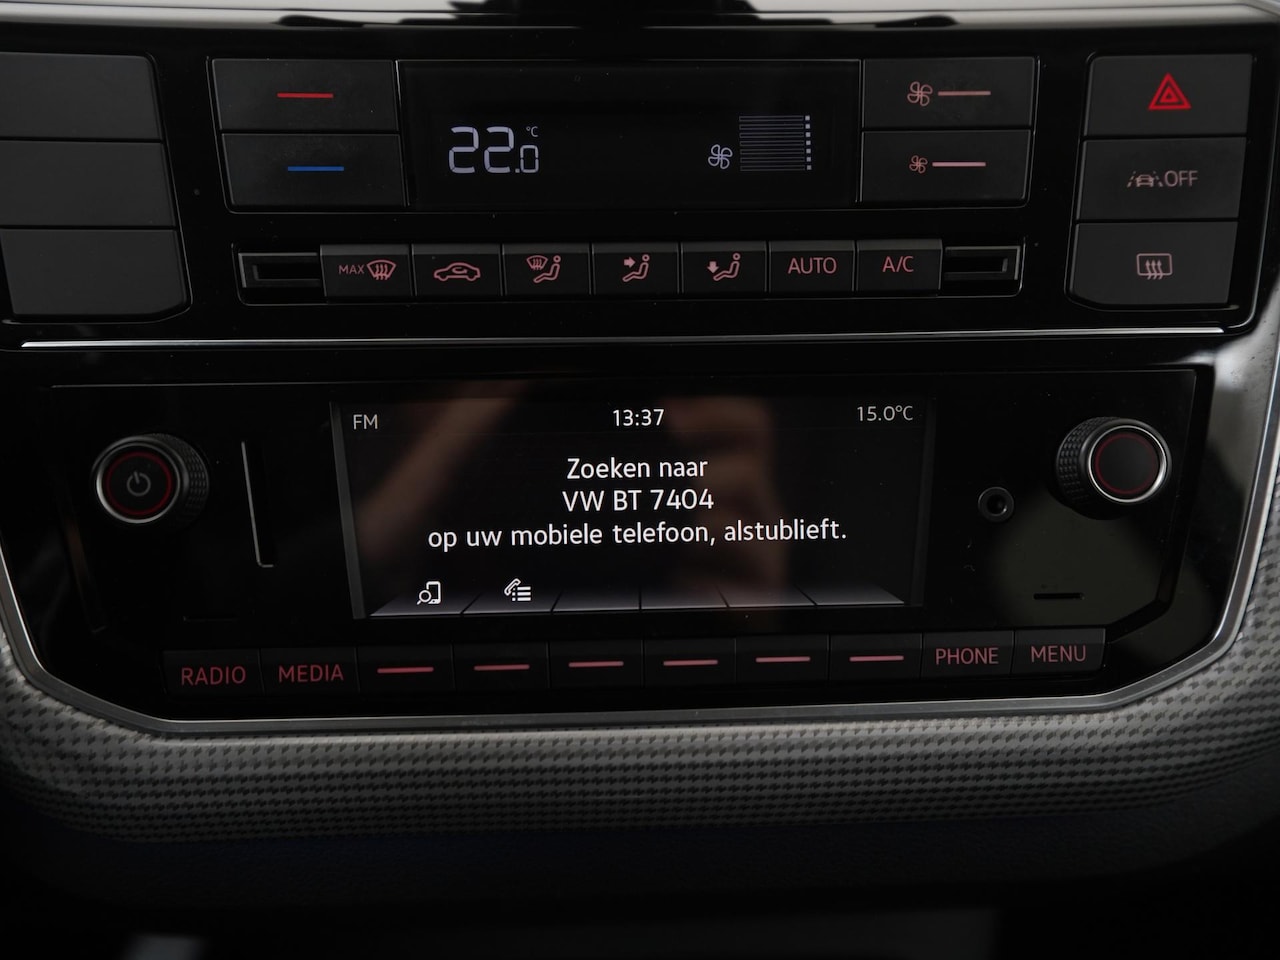 22.0 °C
OFF
MAX
AUTO
A/C
FM
13:37
15.0°C
Zoeken naar
VW BT 7404
op uw mobiele telefoon, alstublieft.
RADIO
MEDIA
PHONE
MENU